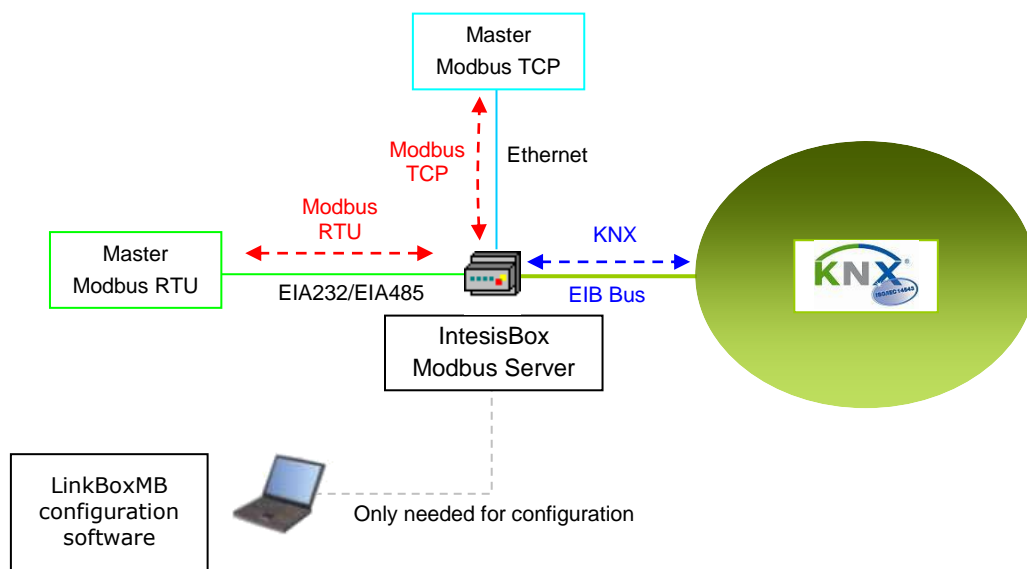 Master
Modbus TCP
Modbus
TCP
Ethernet
Modbus
RTU
KNX
Master
Modbus RTU
EIA232/EIA485
EIB Bus
KNX
®
IntesisBox
Modbus Server
LinkBoxMB
configuration
software
Only needed for configuration